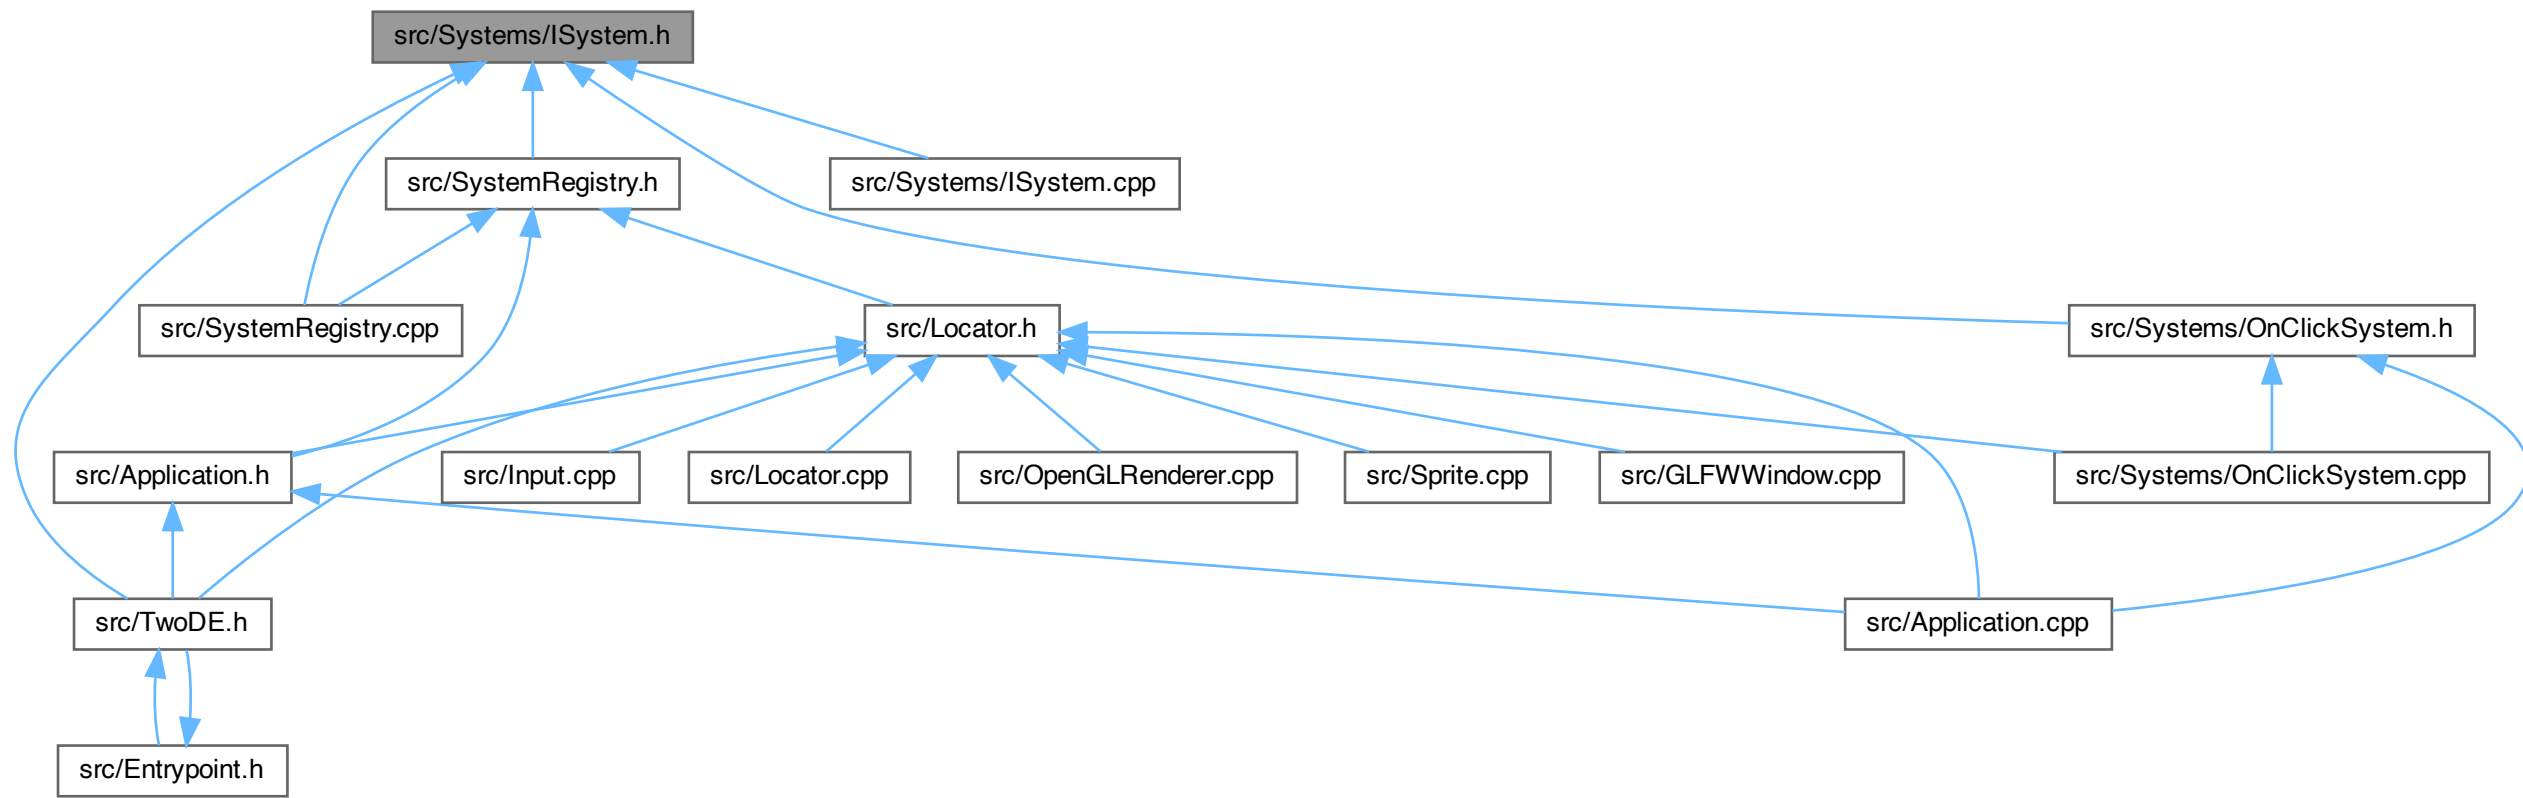 src/Systems/ISystem.h
src/SystemRegistry.h
src/Systems/ISystem.cpp
src/SystemRegistry.cpp
src/Locator.h
src/Systems/OnClickSystem.h
src/Application.h
src/Input.cpp
src/Locator.cpp
src/OpenGLRenderer.cpp
src/Sprite.cpp
src/GLFWWindow.cpp
src/Systems/OnClickSystem.cpp
src/TwoDE.h
src/Application.cpp
src/Entrypoint.h